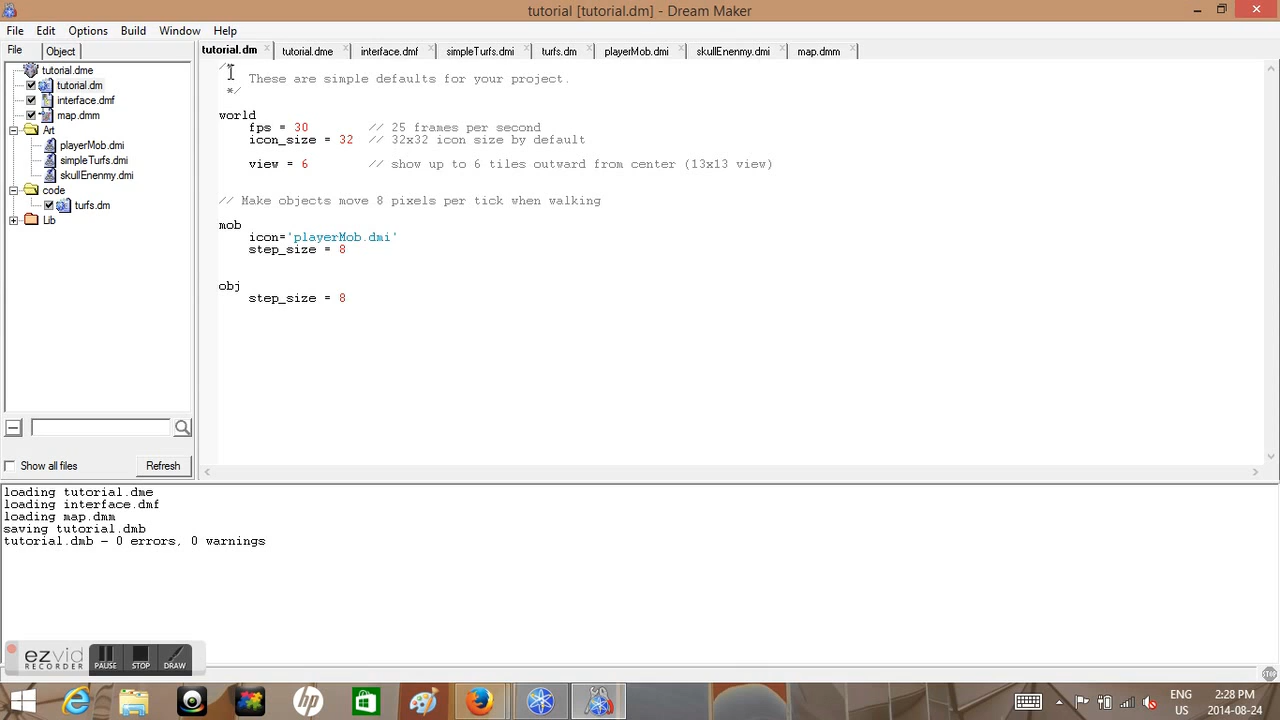 tutorial [tutorial.dm] - Dream Maker
File Edit Options Build Window Help
File Object
tutorial.dm tutorial.dme interface.dmf simpleTurfs.dmi turfs.dm playerMob.dmi skullEnenmy.dmi map.dmm
tutorial.dme
tutorial.dm
interface.dmf
map.dmm
Art
playerMob.dmi
simpleTurfs.dmi
skullEnenmy.dmi
code
turfs.dm
Lib
Show all files Refresh
/*
These are simple defaults for your project.
*/
world
fps = 30 // 25 frames per second
icon_size = 32 // 32x32 icon size by default
view = 6 // show up to 6 tiles outward from center (13x13 view)
// Make objects move 8 pixels per tick when walking
mob
icon='playerMob.dmi'
step_size = 8
obj
step_size = 8
loading tutorial.dme
loading interface.dmf
loading map.dmm
saving tutorial.dmb
tutorial.dmb - 0 errors, 0 warnings
ezvid
RECORDER
PAUSE STOP DRAW
STOP
hp
ENG
US
2:28 PM
2014-08-24